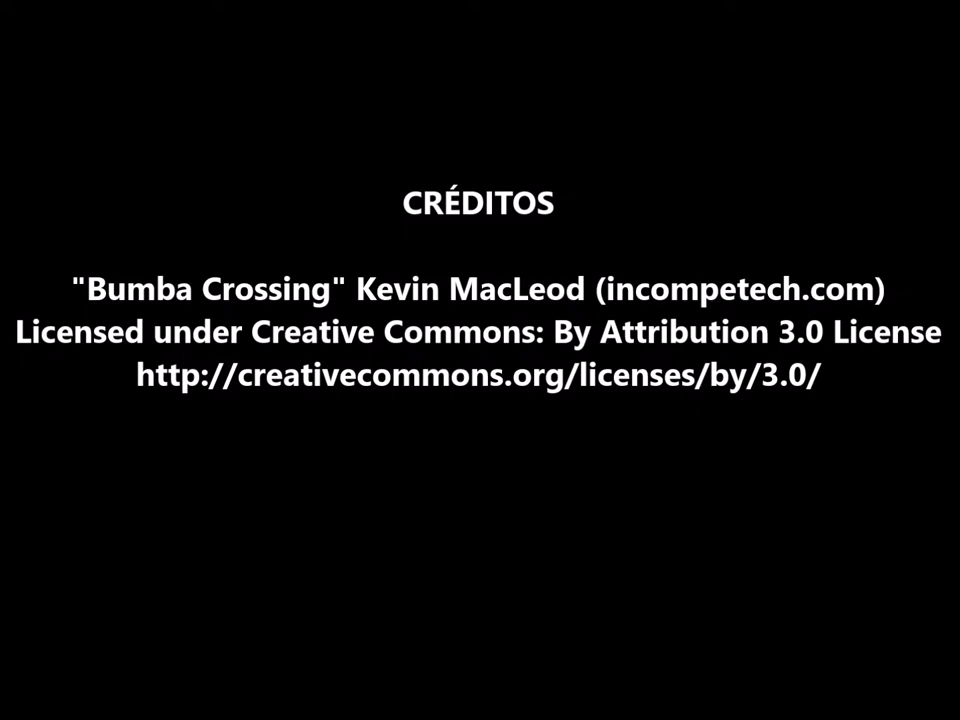 CRÉDITOS
"Bumba Crossing" Kevin MacLeod (incompetech.com)
Licensed under Creative Commons: By Attribution 3.0 License
http://creativecommons.org/licenses/by/3.0/